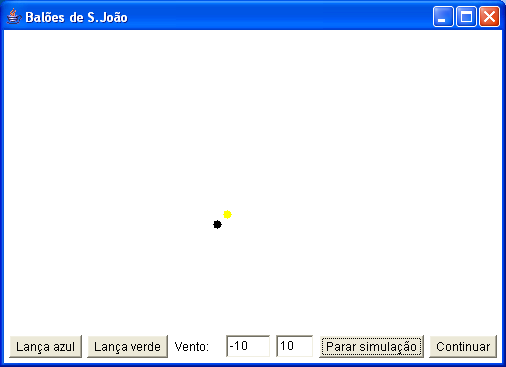 Balões de S.João
Lança azul Lança verde Vento: -10 10 Parar simulação Continuar